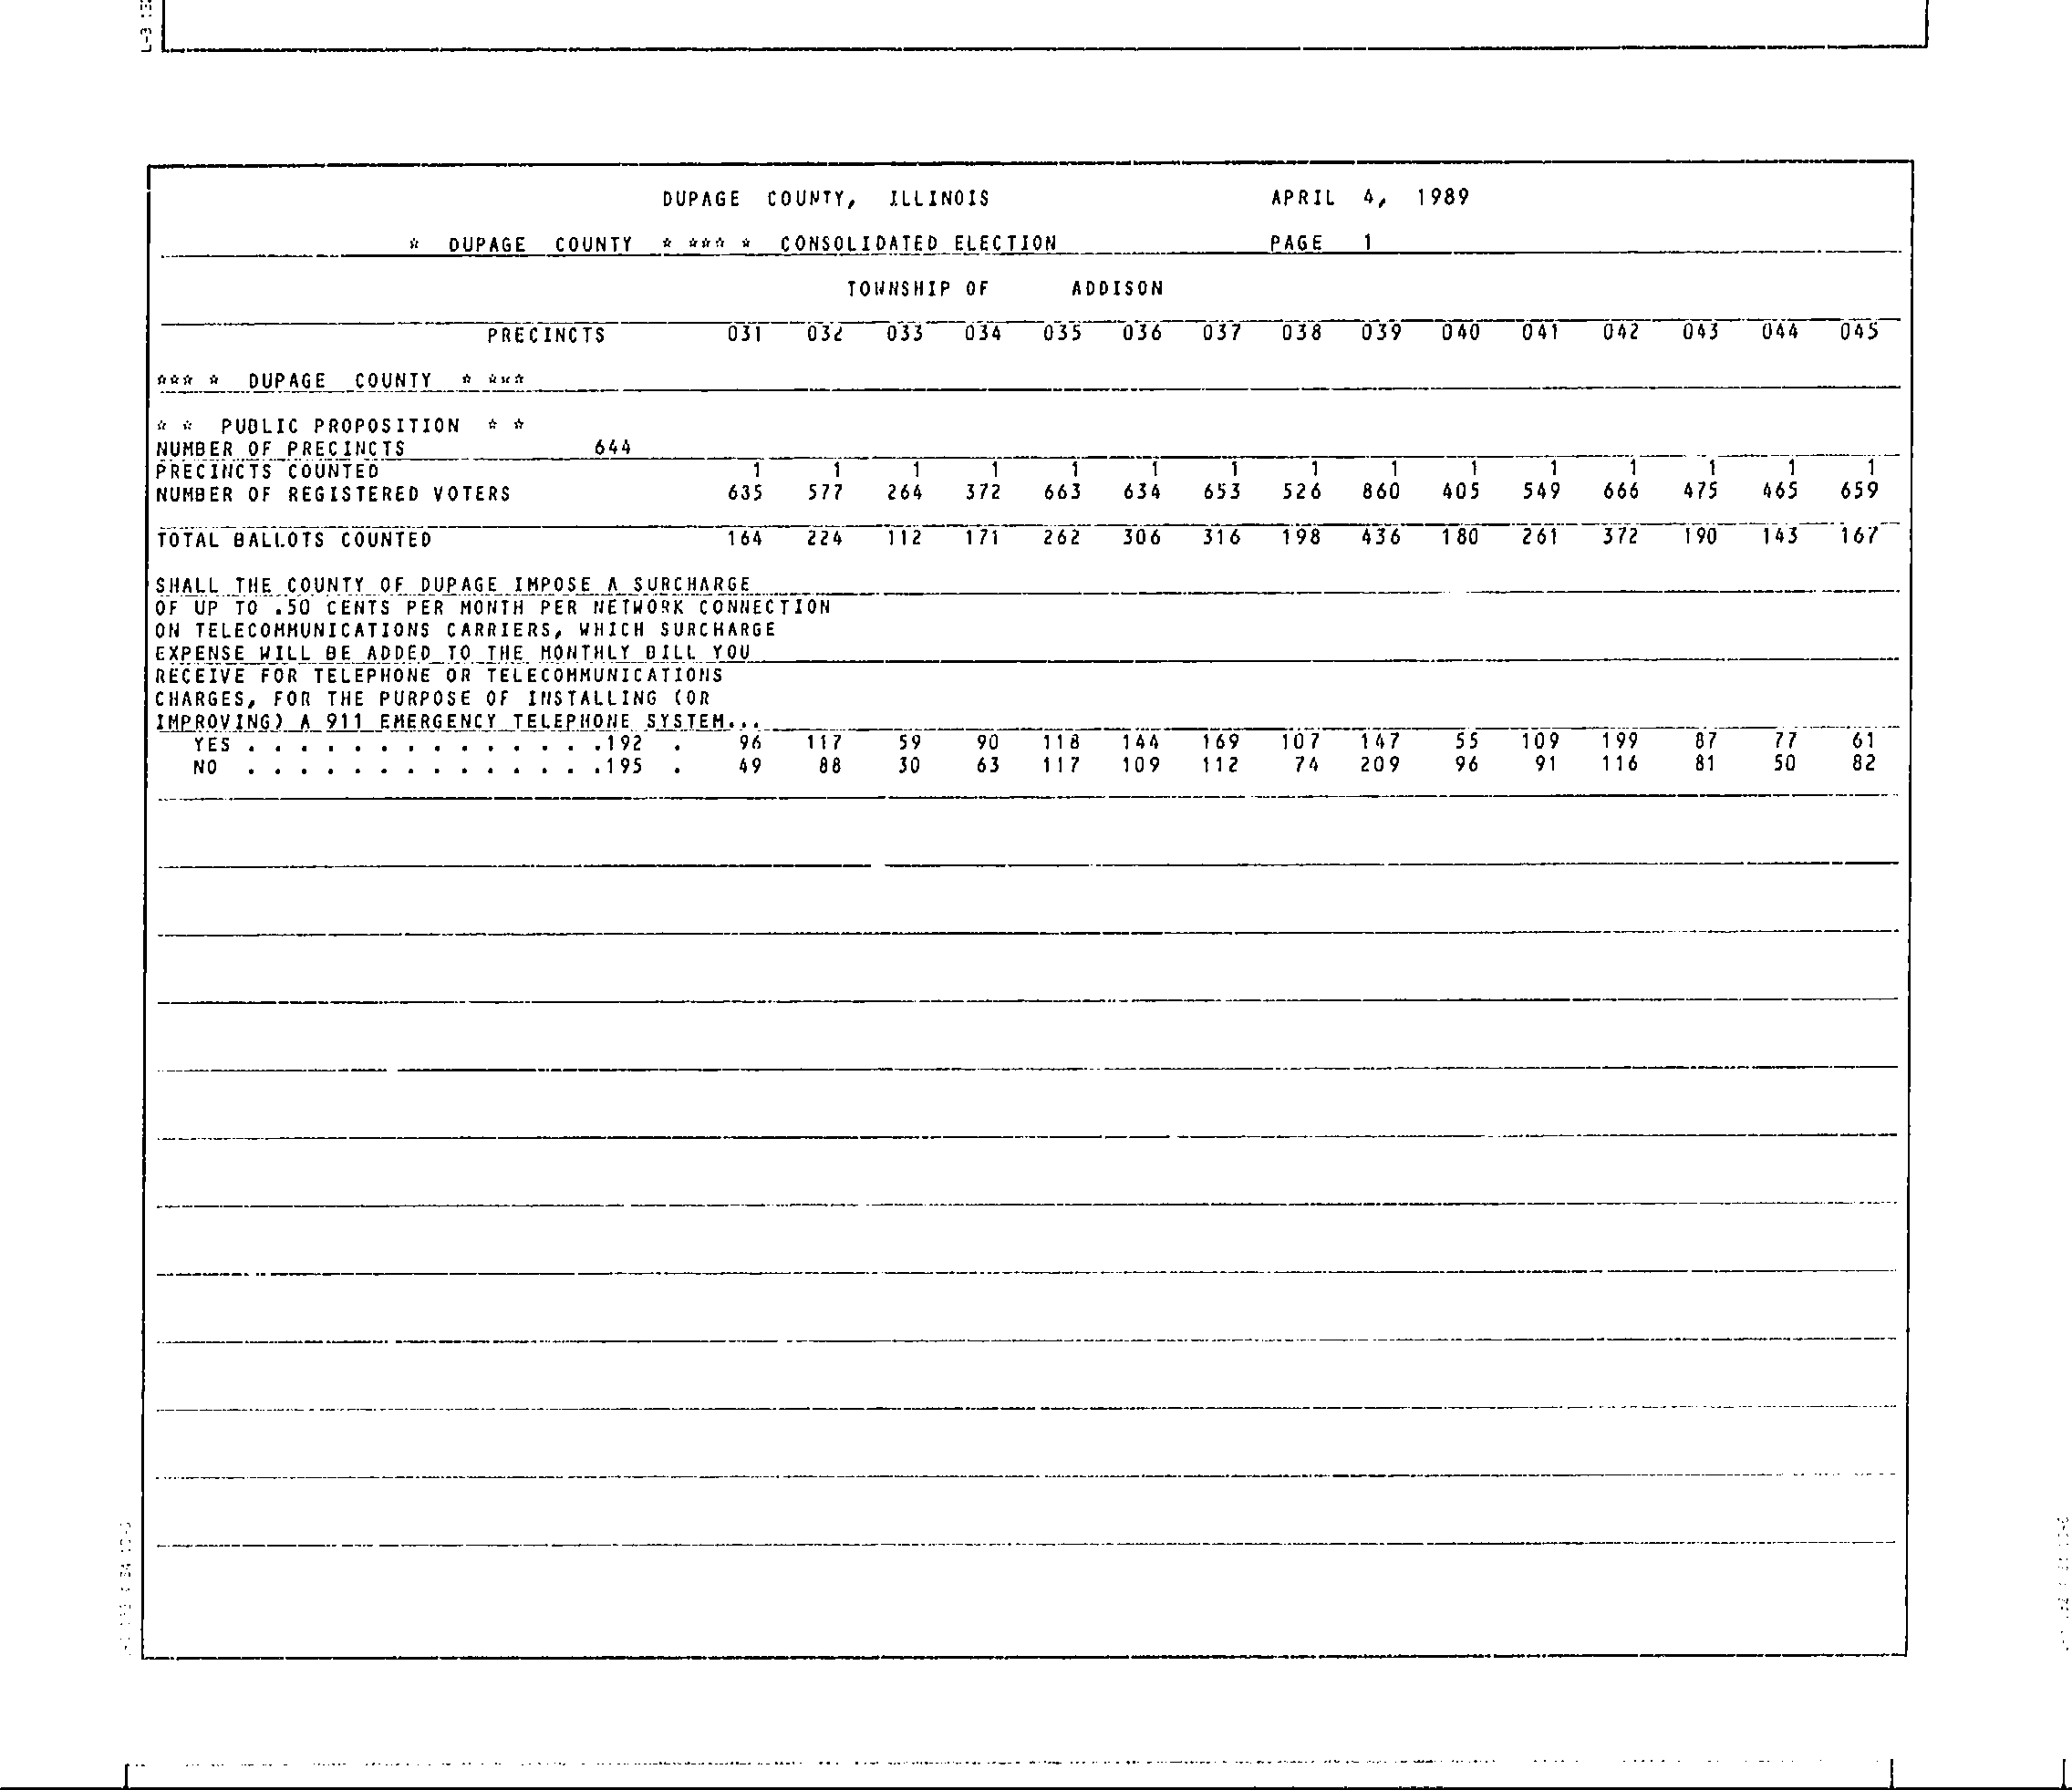 DUPAGE COUNTY, ILLINOIS APRIL 4, 1989
* DUPAGE COUNTY * *** * CONSOLIDATED ELECTION PAGE 1
TOWNSHIP OF ADDISON
PRECINCTS 031 032 033 034 035 036 037 038 039 040 041 042 043 044 045
*** * DUPAGE COUNTY * ***
* * PUBLIC PROPOSITION * *
NUMBER OF PRECINCTS 644
PRECINCTS COUNTED 1 1 1 1 1 1 1 1 1 1 1 1 1 1 1
NUMBER OF REGISTERED VOTERS 635 577 264 372 663 634 653 526 860 405 549 666 475 465 659
TOTAL BALLOTS COUNTED 164 224 112 171 262 306 316 198 436 180 261 372 190 143 167
SHALL THE COUNTY OF DUPAGE IMPOSE A SURCHARGE
OF UP TO .50 CENTS PER MONTH PER NETWORK CONNECTION
ON TELECOMMUNICATIONS CARRIERS, WHICH SURCHARGE
EXPENSE WILL BE ADDED TO THE MONTHLY BILL YOU
RECEIVE FOR TELEPHONE OR TELECOMMUNICATIONS
CHARGES, FOR THE PURPOSE OF INSTALLING (OR
IMPROVING) A 911 EMERGENCY TELEPHONE SYSTEM...
YES . . . . . . . . . . . . . .192 . 96 117 59 90 118 144 169 107 147 55 109 199 87 77 61
NO . . . . . . . . . . . . . .195 . 49 88 30 63 117 109 112 74 209 96 91 116 81 50 82